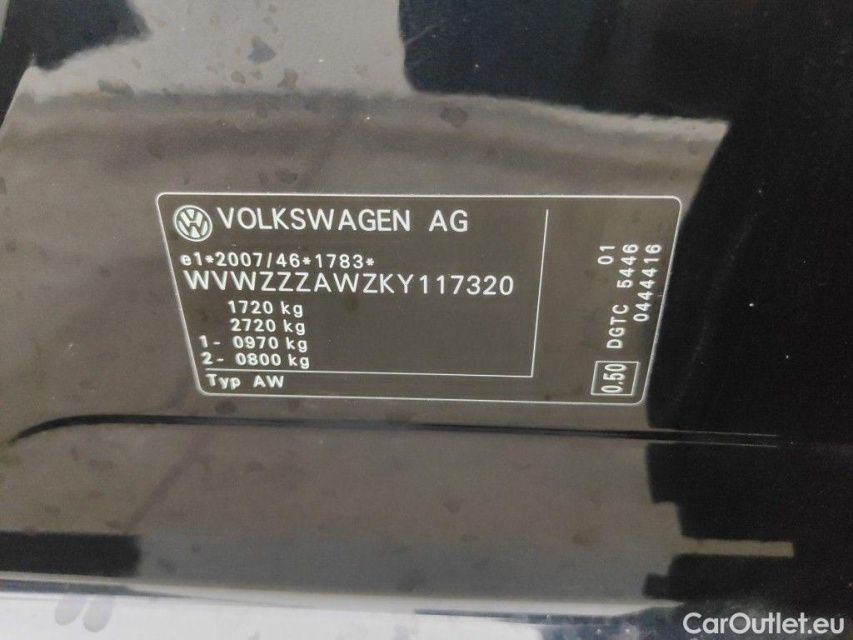 VOLKSWAGEN AG
e1*2007/46*1783*
WVWZZZAWZKY117320
1720 kg
2720 kg
1- 0970 kg
2- 0800 kg
Typ AW
01
DGTC 5446
0444416
0.50
CarOutlet.eu